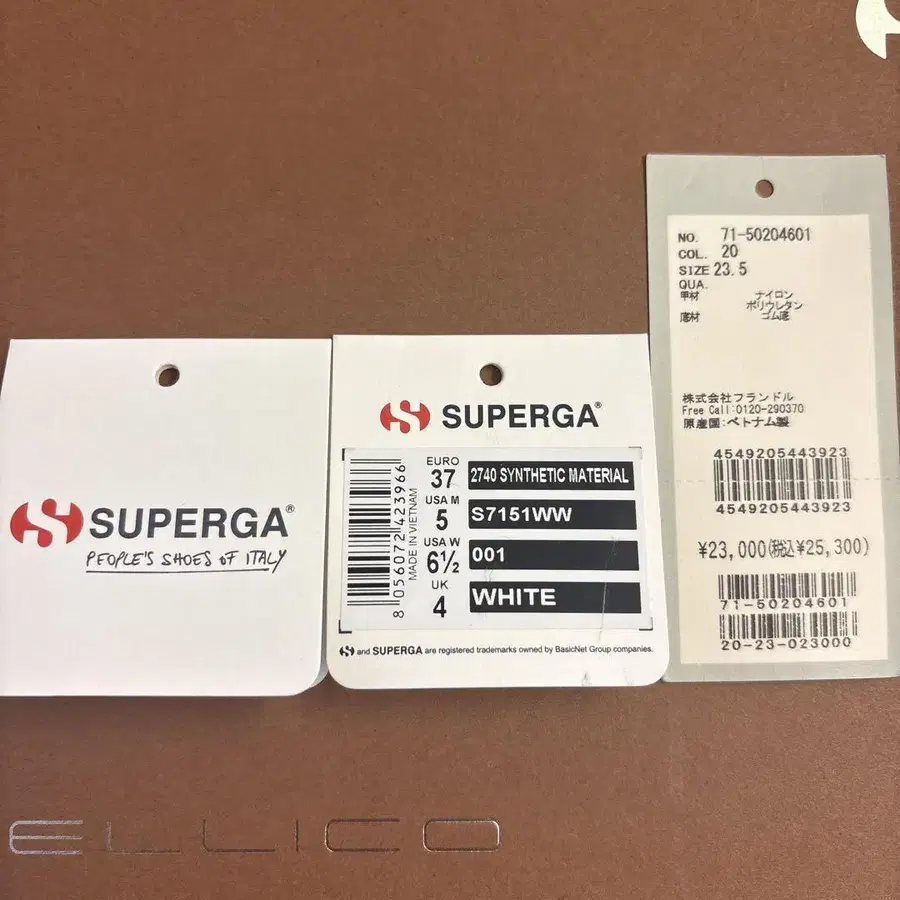 SUPERGA®
PEOPLE'S SHOES OF ITALY
SUPERGA®
8 056072 423966
MADE IN VIETNAM
EURO
37
USA M
5
USA W
6½
UK
4
2740 SYNTHETIC MATERIAL
S7151WW
001
WHITE
and SUPERGA are registered trademarks owned by BasicNet Group companies.
NO. 71-50204601
COL. 20
SIZE 23.5
QUA.
甲材 ナイロン
ポリウレタン
底材 ゴム底
株式会社フランドル
Free Call:0120-290370
原産国:ベトナム製
4549205443923
4549205443923
¥23,000(税込¥25,300)
71-50204601
20-23-023000
ELLICO